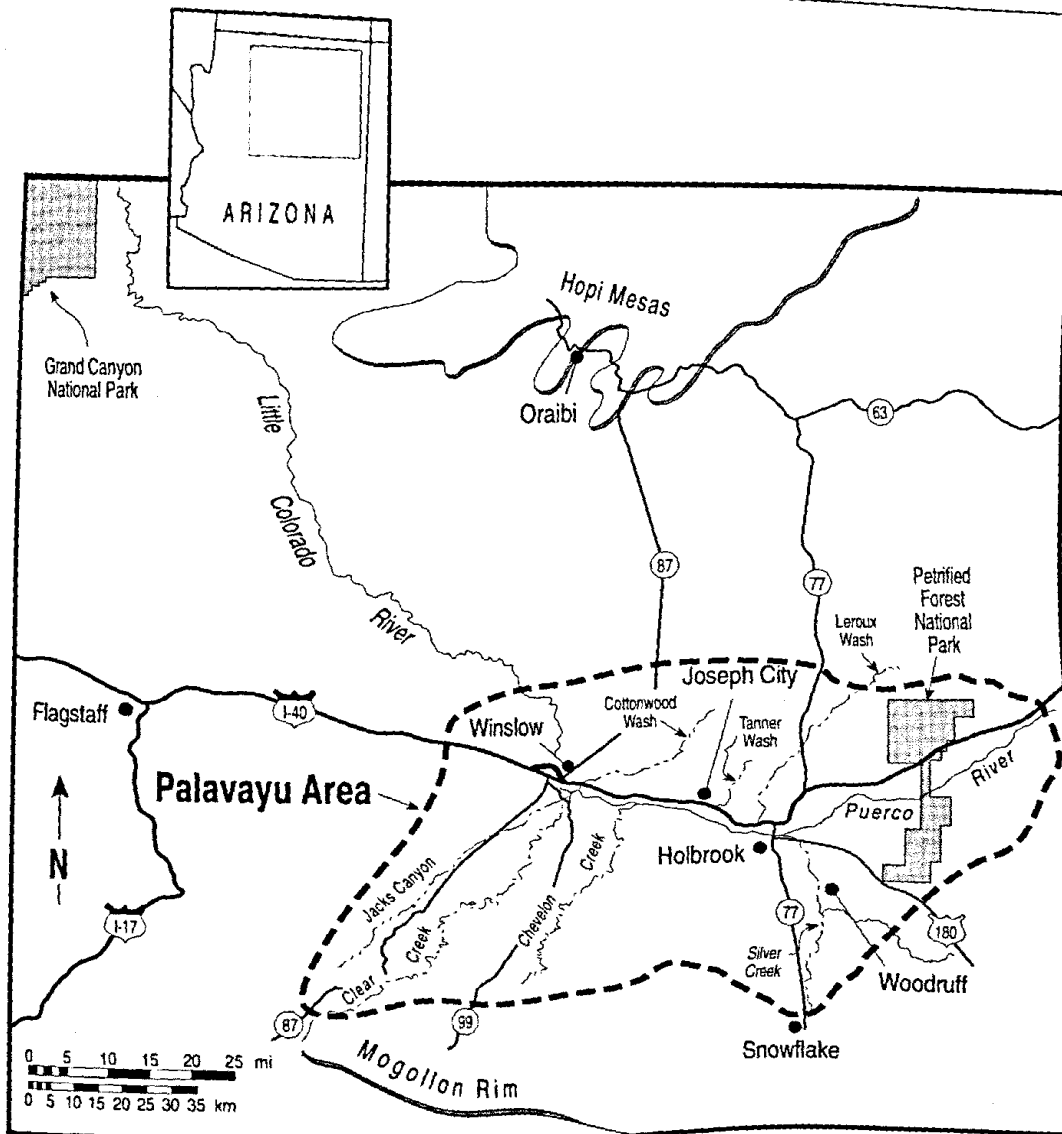 ARIZONA
Hopi Mesas
Grand Canyon
National Park
Oraibi
63
Little
Colorado
River
87
77
Petrified
Forest
National
Park
Leroux
Wash
Joseph City
Flagstaff
I-40
Winslow
Cottonwood
Wash
Tanner
Wash
Palavayu Area
Puerco
River
N
Holbrook
Jacks Canyon
Creek
Chevelon
Creek
Clear
I-17
77
180
Silver
Creek
Woodruff
87
99
Snowflake
Mogollon Rim
0 5 10 15 20 25 mi
0 5 10 15 20 25 30 35 km